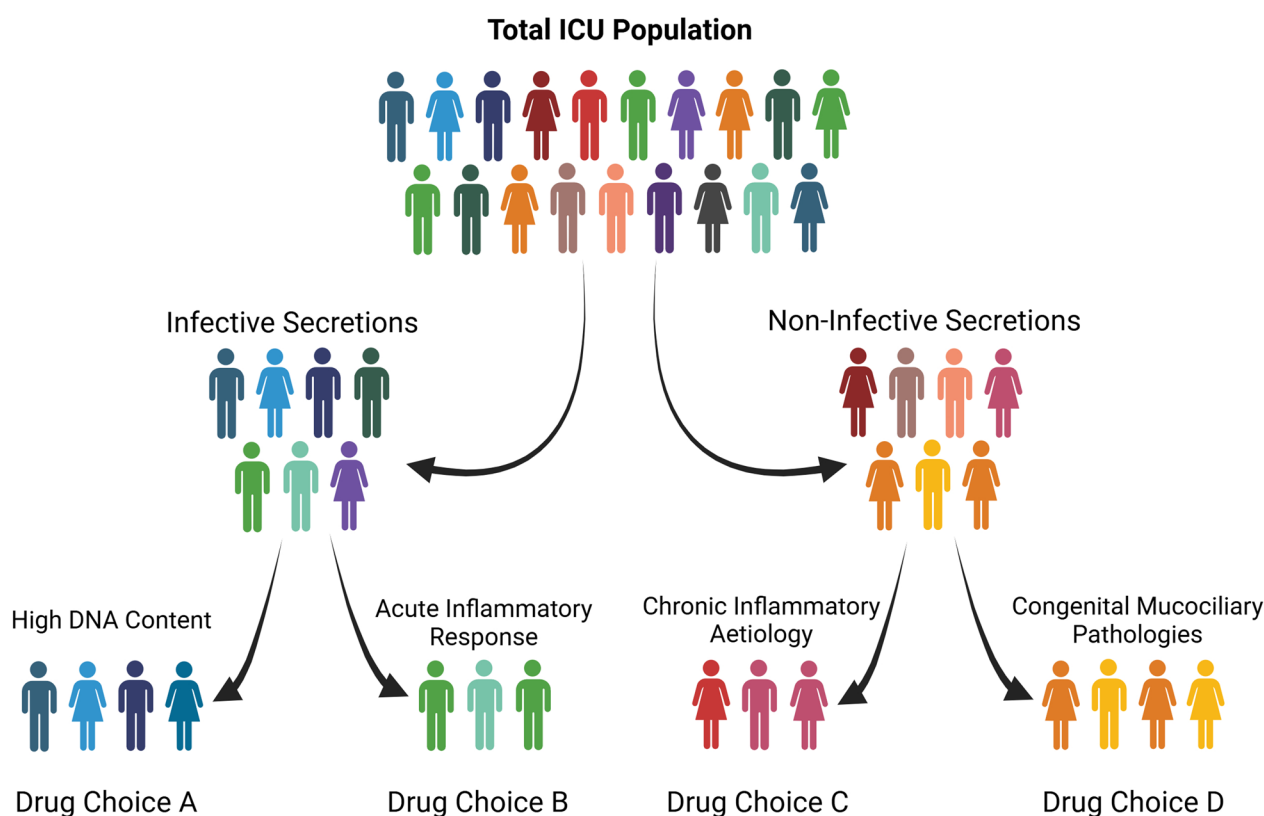 Total ICU Population
Infective Secretions
Non-Infective Secretions
High DNA Content
Acute Inflammatory
Response
Chronic Inflammatory
Aetiology
Congenital Mucociliary
Pathologies
Drug Choice A
Drug Choice B
Drug Choice C
Drug Choice D